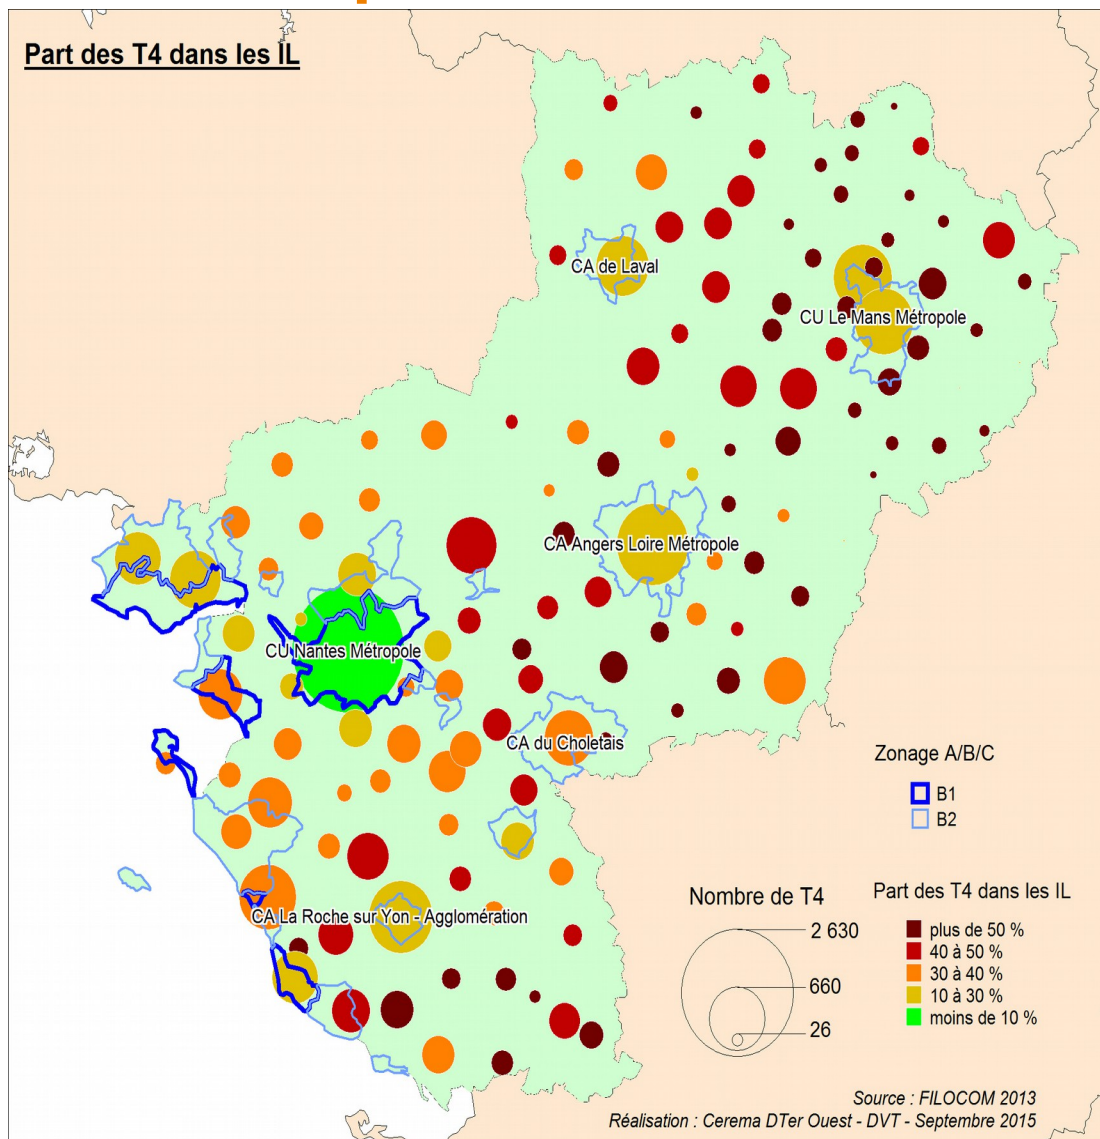 Part des T4 dans les IL
CA de Laval
CU Le Mans Métropole
CA Angers Loire Métropole
CU Nantes Métropole
CA du Choletais
CA La Roche sur Yon - Agglomération
Zonage A/B/C
B1
B2
Nombre de T4
2 630
660
26
Part des T4 dans les IL
plus de 50 %
40 à 50 %
30 à 40 %
10 à 30 %
moins de 10 %
Source : FILOCOM 2013
Réalisation : Cerema DTer Ouest - DVT - Septembre 2015